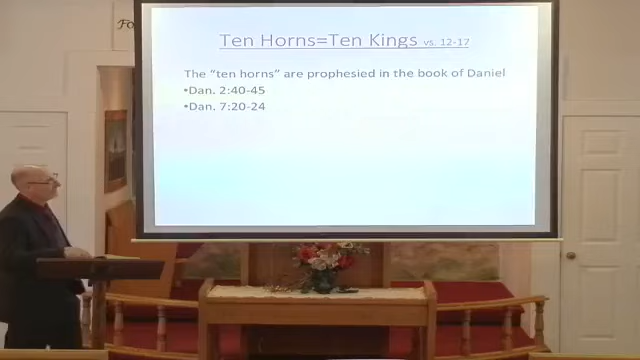 Ten Horns=Ten Kings vs. 12-17
The "ten horns" are prophesied in the book of Daniel
•Dan. 2:40-45
•Dan. 7:20-24